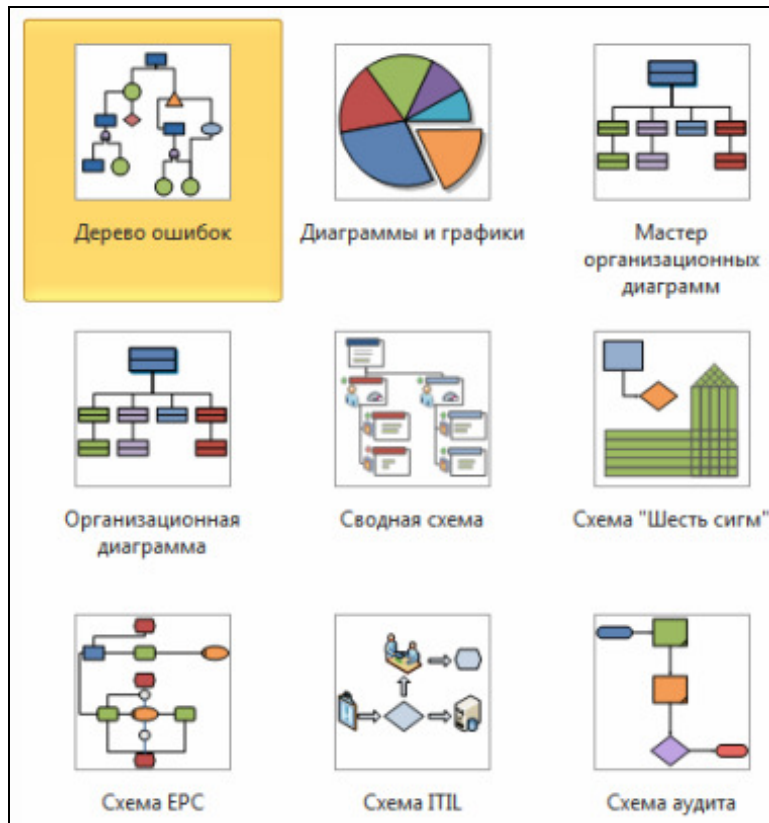 Дерево ошибок
Диаграммы и графики
Мастер
организационных
диаграмм
Организационная
диаграмма
Сводная схема
Схема "Шесть сигм"
Схема EPC
Схема ITIL
Схема аудита